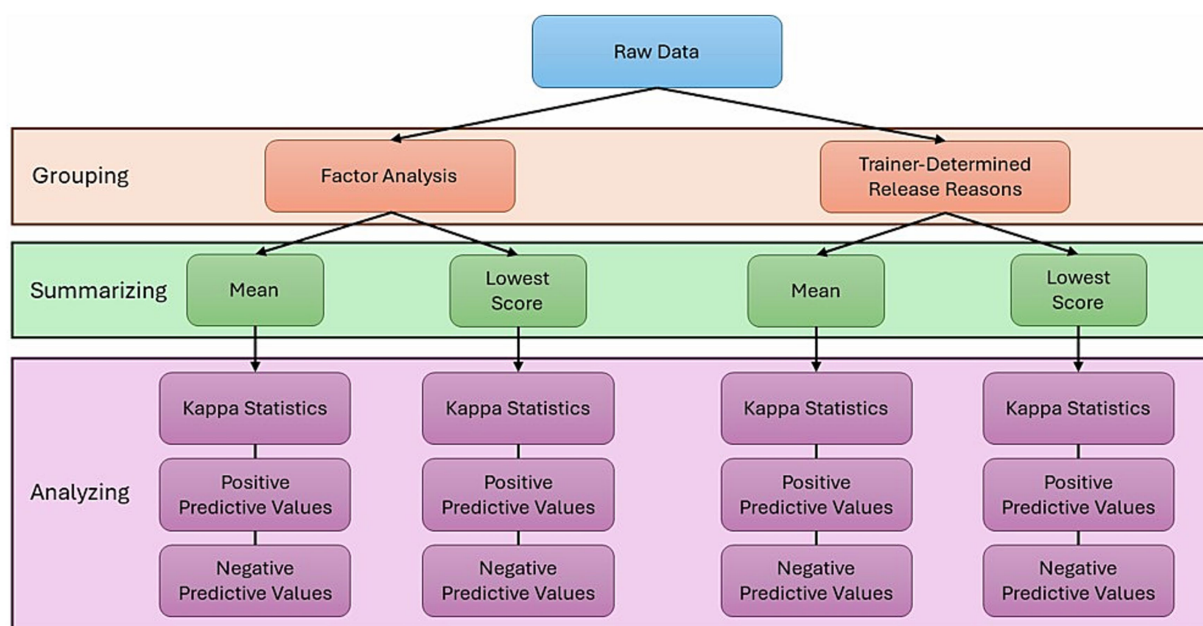 Raw Data
Grouping
Factor Analysis
Trainer-Determined
Release Reasons
Summarizing
Mean
Lowest
Score
Mean
Lowest
Score
Analyzing
Kappa Statistics
Kappa Statistics
Kappa Statistics
Kappa Statistics
Positive
Predictive Values
Positive
Predictive Values
Positive
Predictive Values
Positive
Predictive Values
Negative
Predictive Values
Negative
Predictive Values
Negative
Predictive Values
Negative
Predictive Values